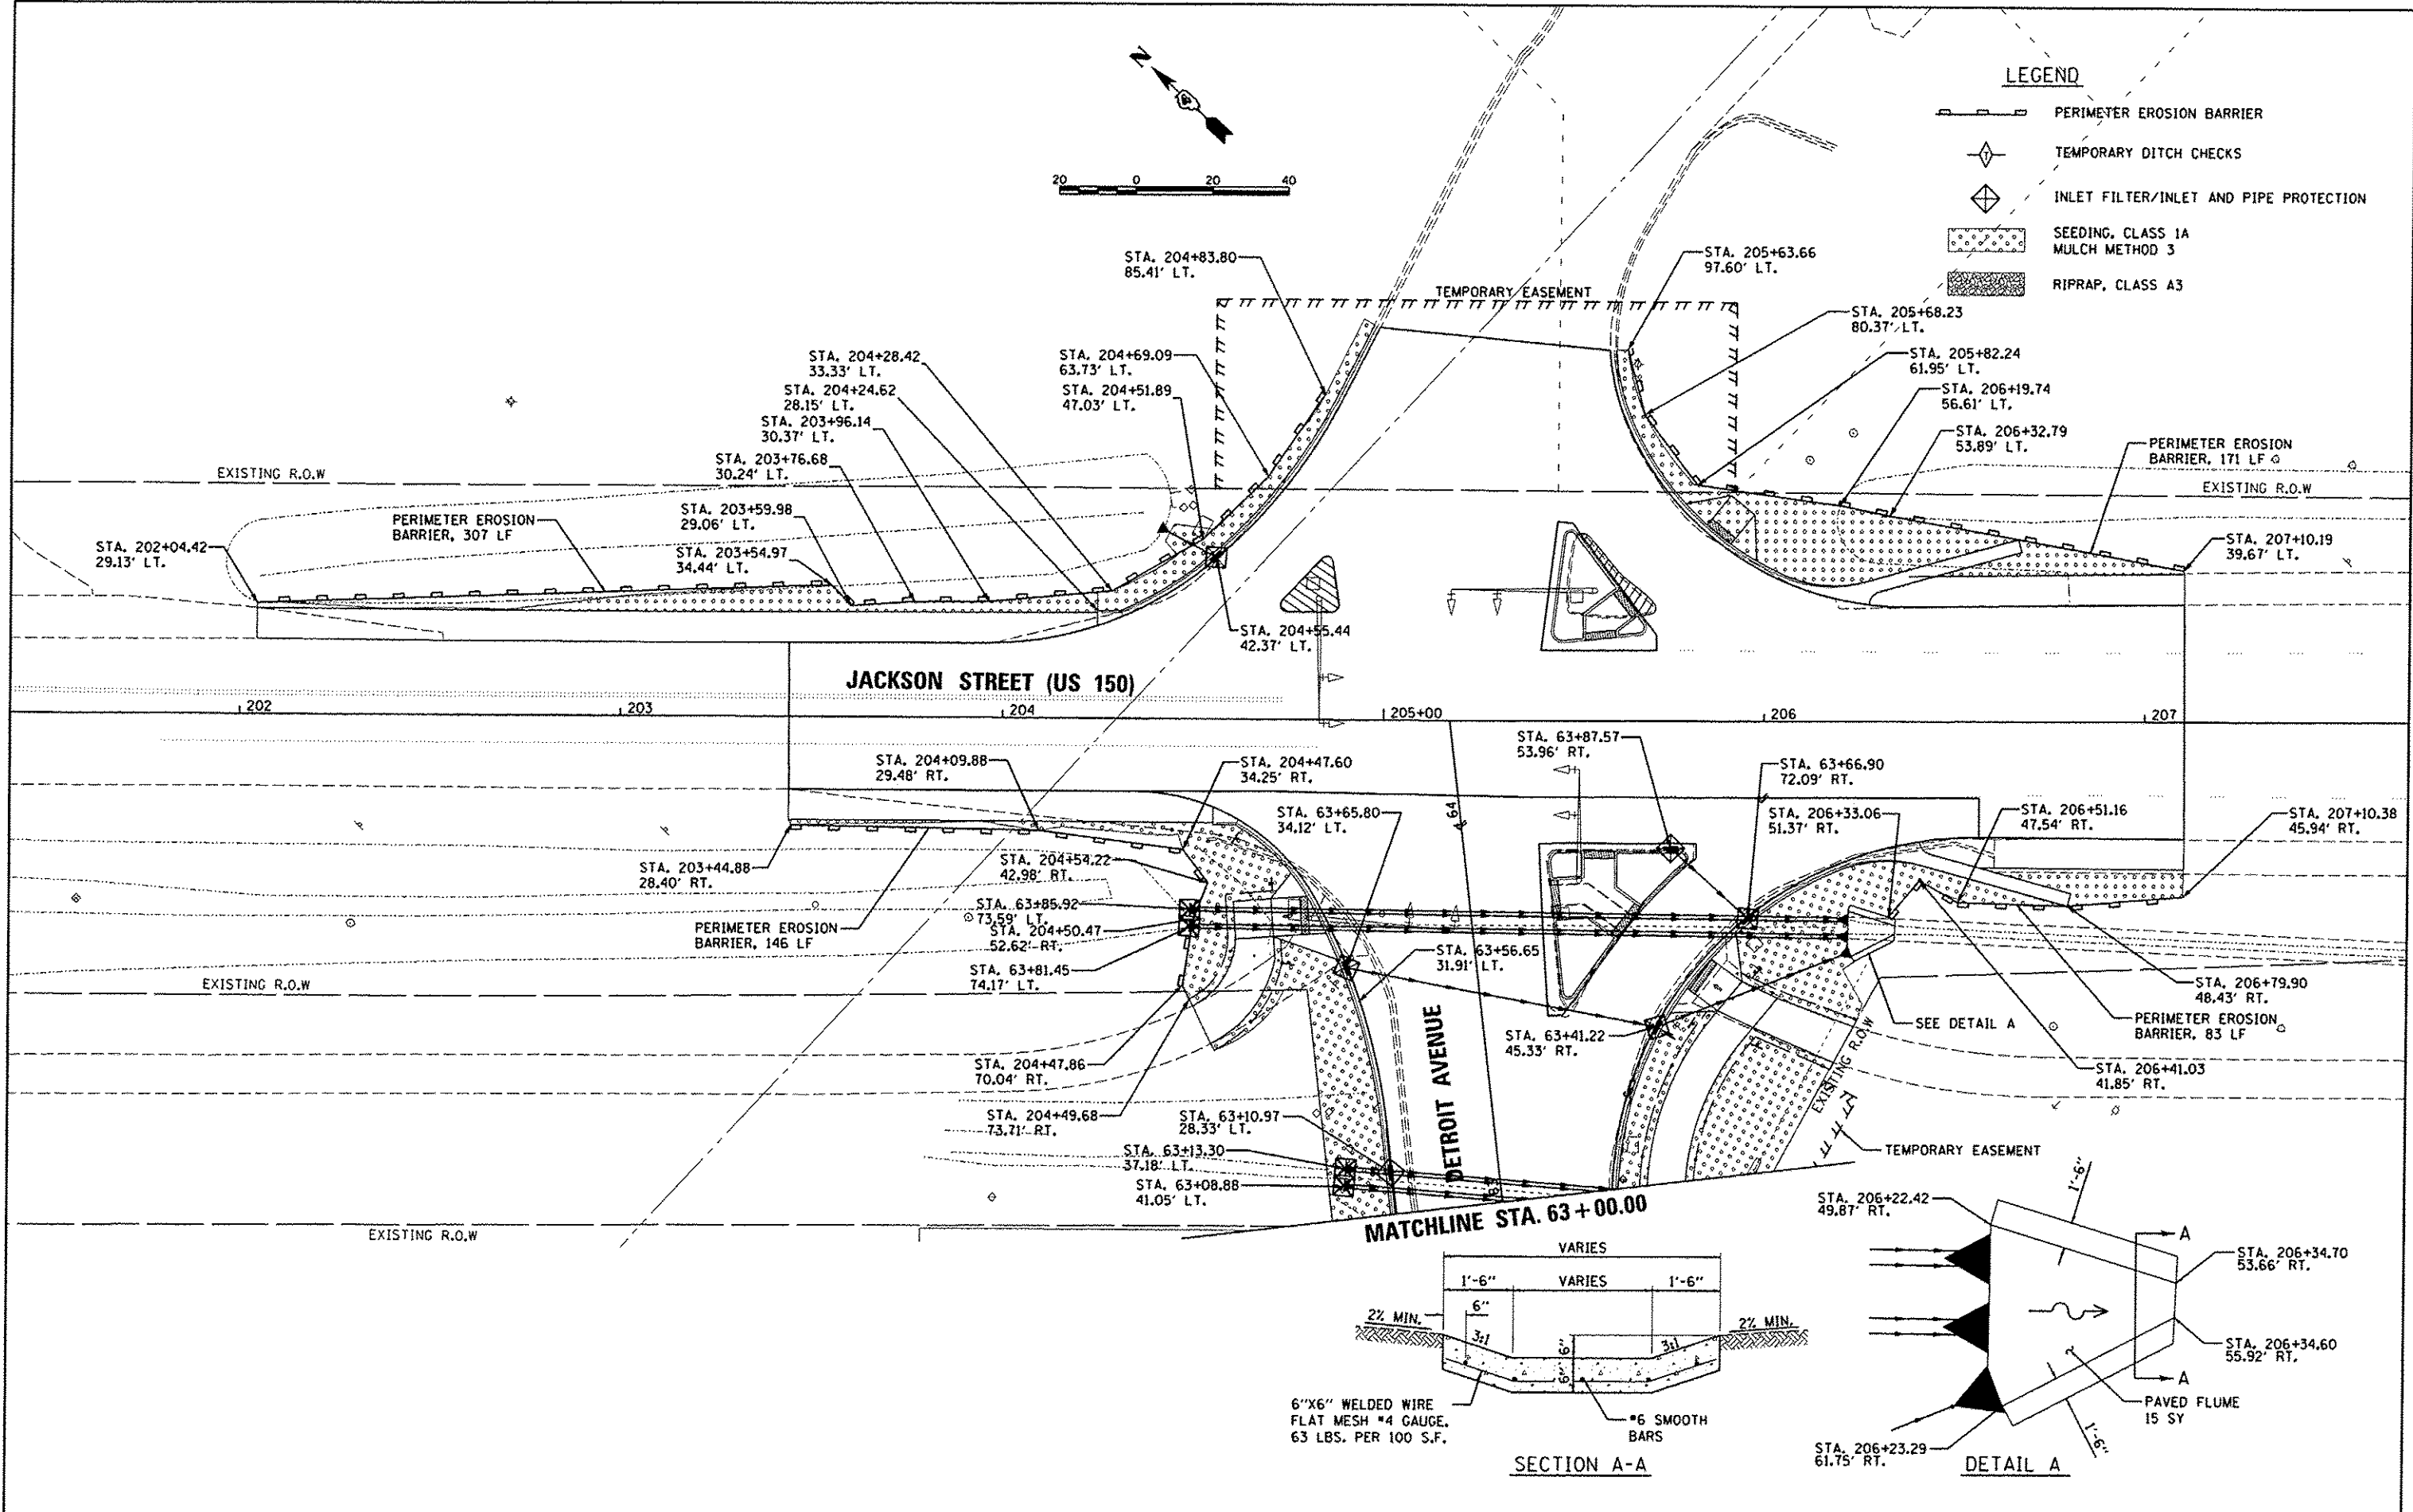 N
LEGEND
PERIMETER EROSION BARRIER
TEMPORARY DITCH CHECKS
INLET FILTER/INLET AND PIPE PROTECTION
SEEDING, CLASS 1A
MULCH METHOD 3
RIPRAP, CLASS A3
20 0 20 40
STA. 204+83.80
85.41' LT.
STA. 205+63.66
97.60' LT.
TEMPORARY EASEMENT
STA. 205+68.23
80.37' LT.
STA. 204+28.42
33.33' LT.
STA. 204+69.09
63.73' LT.
STA. 205+82.24
61.95' LT.
STA. 204+24.62
28.15' LT.
STA. 204+51.89
47.03' LT.
STA. 206+19.74
56.61' LT.
STA. 203+96.14
30.37' LT.
STA. 206+32.79
53.89' LT.
PERIMETER EROSION
BARRIER, 171 LF
STA. 203+76.68
30.24' LT.
EXISTING R.O.W
EXISTING R.O.W
STA. 203+59.98
29.06' LT.
PERIMETER EROSION
BARRIER, 307 LF
STA. 202+04.42
29.13' LT.
STA. 203+54.97
34.44' LT.
STA. 207+10.19
39.67' LT.
STA. 204+55.44
42.37' LT.
JACKSON STREET (US 150)
202 203 204 205+00 206 207
STA. 204+09.88
29.48' RT.
STA. 204+47.60
34.25' RT.
STA. 63+87.57
53.96' RT.
STA. 63+66.90
72.09' RT.
STA. 63+65.80
34.12' LT.
64
STA. 206+33.06
51.37' RT.
STA. 206+51.16
47.54' RT.
STA. 207+10.38
45.94' RT.
STA. 203+44.88
28.40' RT.
STA. 204+54.22
42.98' RT.
STA. 63+85.92
73.59' LT.
STA. 204+50.47
52.62' RT.
PERIMETER EROSION
BARRIER, 146 LF
STA. 63+81.45
74.17' LT.
STA. 63+56.65
31.91' LT.
EXISTING R.O.W
STA. 206+79.90
48.43' RT.
SEE DETAIL A
PERIMETER EROSION
BARRIER, 83 LF
STA. 63+41.22
45.33' RT.
DETROIT AVENUE
STA. 204+47.86
70.04' RT.
STA. 206+41.03
41.85' RT.
EXISTING R.O.W
STA. 204+49.68
73.71' RT.
STA. 63+10.97
28.33' LT.
TEMPORARY EASEMENT
STA. 63+13.30
37.18' LT.
STA. 63+08.88
41.05' LT.
MATCHLINE STA. 63+00.00
EXISTING R.O.W
VARIES
1'-6" VARIES 1'-6"
6"
2% MIN. 3:1 6" 3:1 2% MIN.
6"
6"X6" WELDED WIRE
FLAT MESH #4 GAUGE.
63 LBS. PER 100 S.F.
#6 SMOOTH
BARS
SECTION A-A
STA. 206+22.42
49.87' RT.
1'-6"
A
STA. 206+34.70
53.66' RT.
STA. 206+34.60
55.92' RT.
A
PAVED FLUME
15 SY
1'-6"
STA. 206+23.29
61.75' RT.
DETAIL A